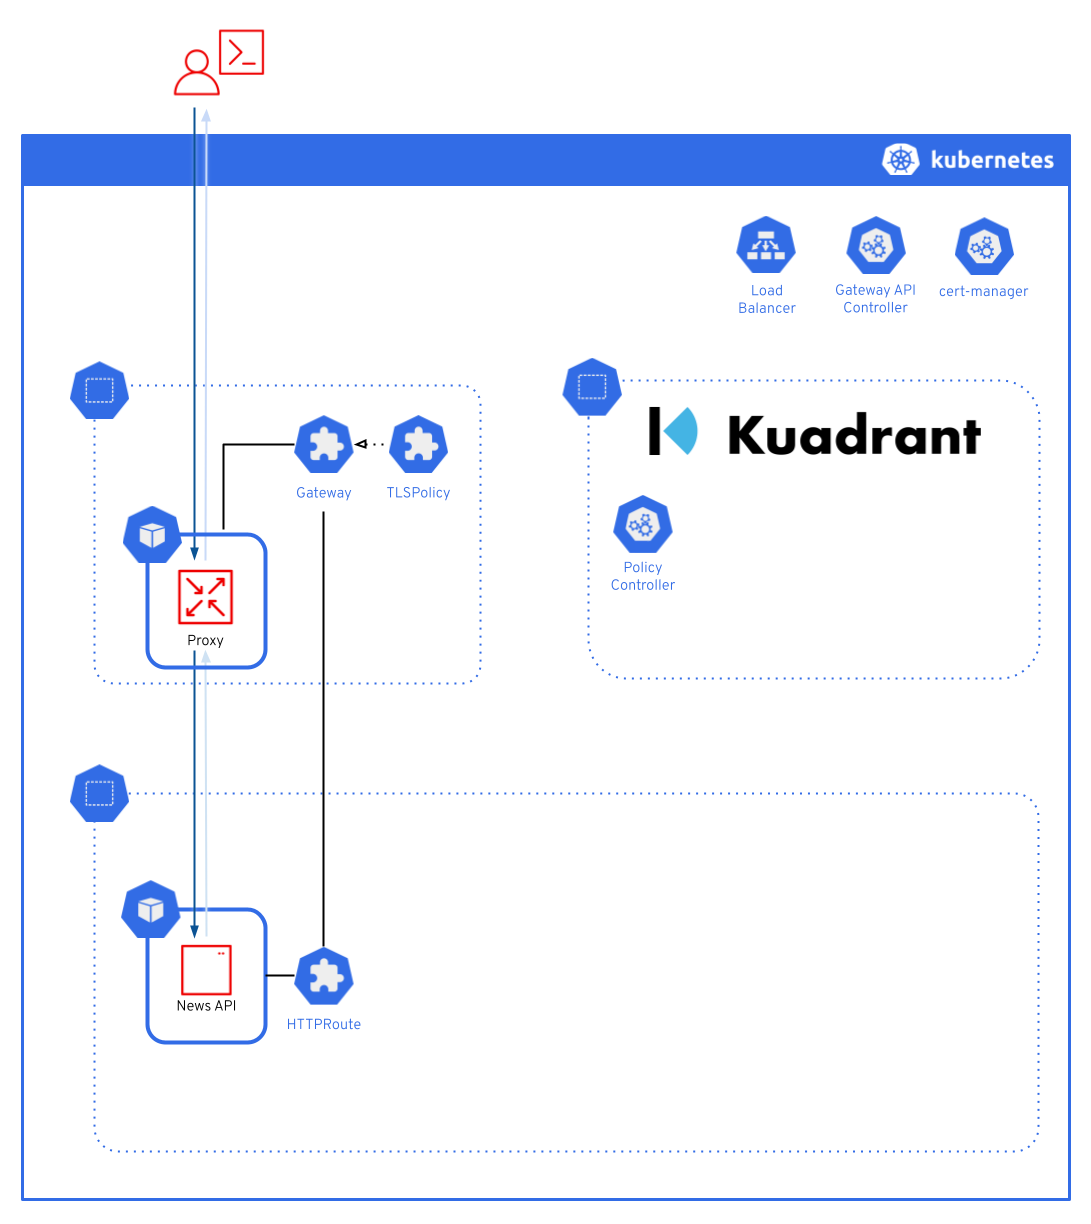 kubernetes
Load
Balancer
Gateway API
Controller
cert-manager
Kuadrant
Gateway
TLSPolicy
Policy
Controller
Proxy
News API
HTTPRoute